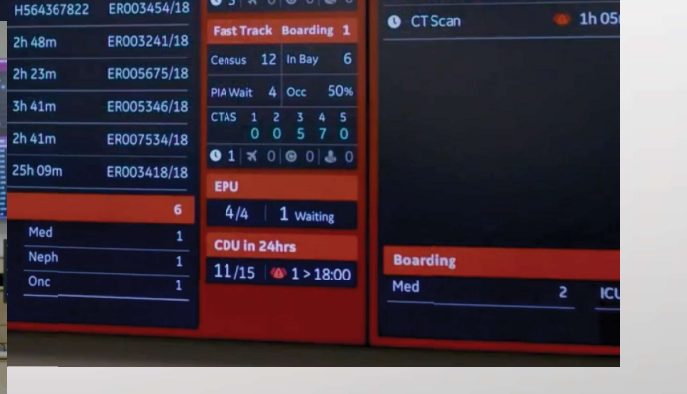 H564367822 ER003454/18
2h 48m ER003241/18
2h 23m ER005675/18
3h 41m ER005346/18
2h 41m ER007534/18
25h 09m ER003418/18
6
Med 1
Neph 1
Onc 1
Fast Track Boarding 1
Census 12 In Bay 6
PIA Wait 4 Occ 50%
CTAS 1 2 3 4 5
0 0 5 7 0
1 0 0 0
EPU
4/4 1 Waiting
CDU in 24hrs
11/15 1 > 18:00
CT Scan 1h 05
Boarding
Med 2 ICU